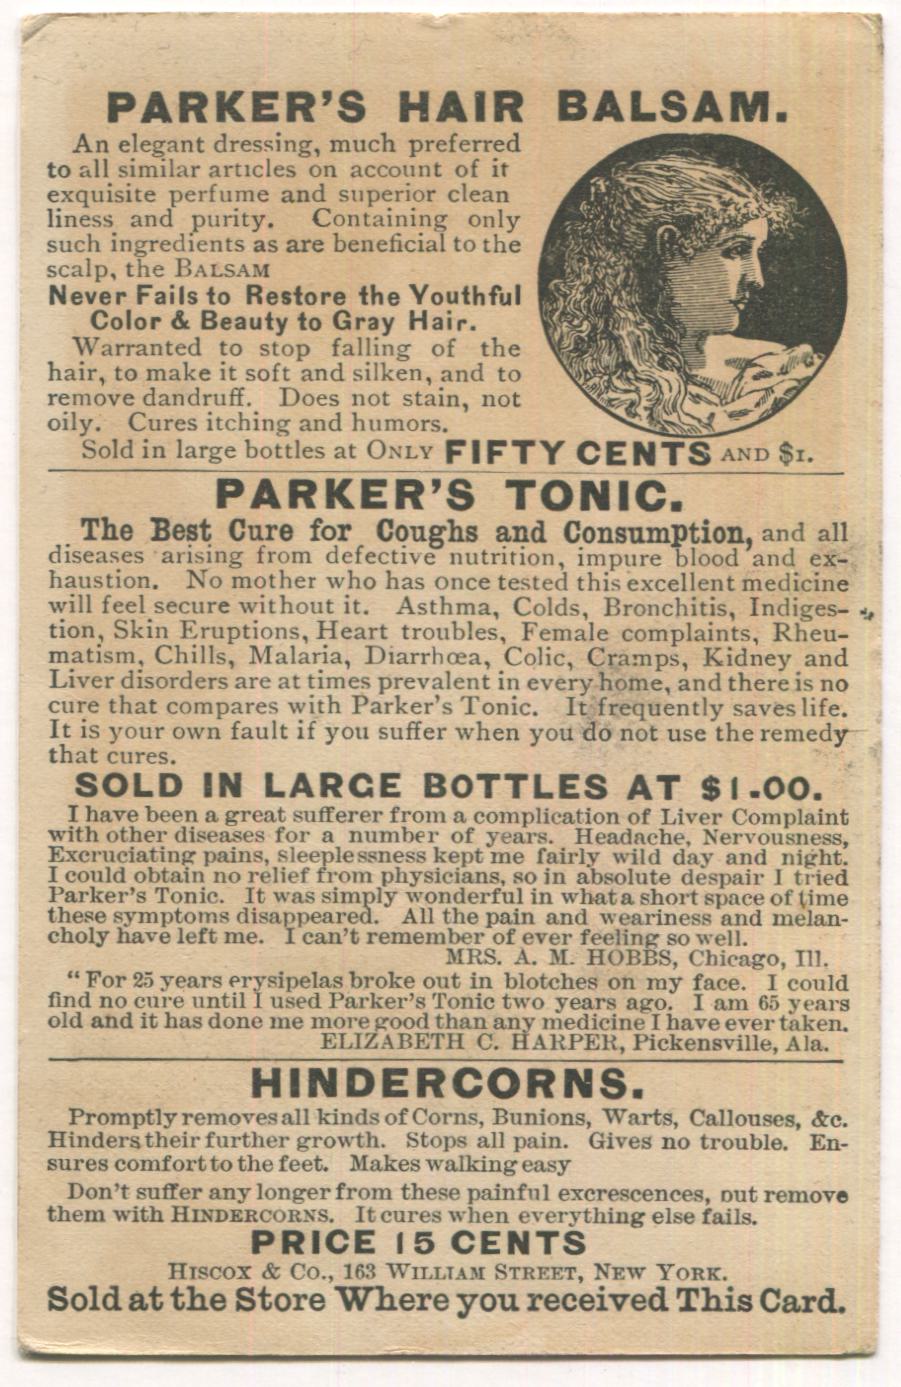 PARKER'S HAIR BALSAM.
An elegant dressing, much preferred
to all similar articles on account of it
exquisite perfume and superior clean
liness and purity. Containing only
such ingredients as are beneficial to the
scalp, the BALSAM
Never Fails to Restore the Youthful
Color & Beauty to Gray Hair.
Warranted to stop falling of the
hair, to make it soft and silken, and to
remove dandruff. Does not stain, not
oily. Cures itching and humors.
Sold in large bottles at ONLY FIFTY CENTS AND $1.
PARKER'S TONIC.
The Best Cure for Coughs and Consumption, and all
diseases arising from defective nutrition, impure blood and ex-
haustion. No mother who has once tested this excellent medicine
will feel secure without it. Asthma, Colds, Bronchitis, Indiges-
tion, Skin Eruptions, Heart troubles, Female complaints, Rheu-
matism, Chills, Malaria, Diarrhœa, Colic, Cramps, Kidney and
Liver disorders are at times prevalent in every home, and there is no
cure that compares with Parker's Tonic. It frequently saves life.
It is your own fault if you suffer when you do not use the remedy
that cures.
SOLD IN LARGE BOTTLES AT $1.00.
I have been a great sufferer from a complication of Liver Complaint
with other diseases for a number of years. Headache, Nervousness,
Excruciating pains, sleeplessness kept me fairly wild day and night.
I could obtain no relief from physicians, so in absolute despair I tried
Parker's Tonic. It was simply wonderful in what a short space of time
these symptoms disappeared. All the pain and weariness and melan-
choly have left me. I can't remember of ever feeling so well.
MRS. A. M. HOBBS, Chicago, Ill.
"For 25 years erysipelas broke out in blotches on my face. I could
find no cure until I used Parker's Tonic two years ago. I am 65 years
old and it has done me more good than any medicine I have ever taken.
ELIZABETH C. HARPER, Pickensville, Ala.
HINDERCORNS.
Promptly removes all kinds of Corns, Bunions, Warts, Callouses, &c.
Hinders their further growth. Stops all pain. Gives no trouble. En-
sures comfort to the feet. Makes walking easy
Don't suffer any longer from these painful excrescences, but remove
them with HINDERCORNS. It cures when everything else fails.
PRICE 15 CENTS
HISCOX & CO., 163 WILLIAM STREET, NEW YORK.
Sold at the Store Where you received This Card.